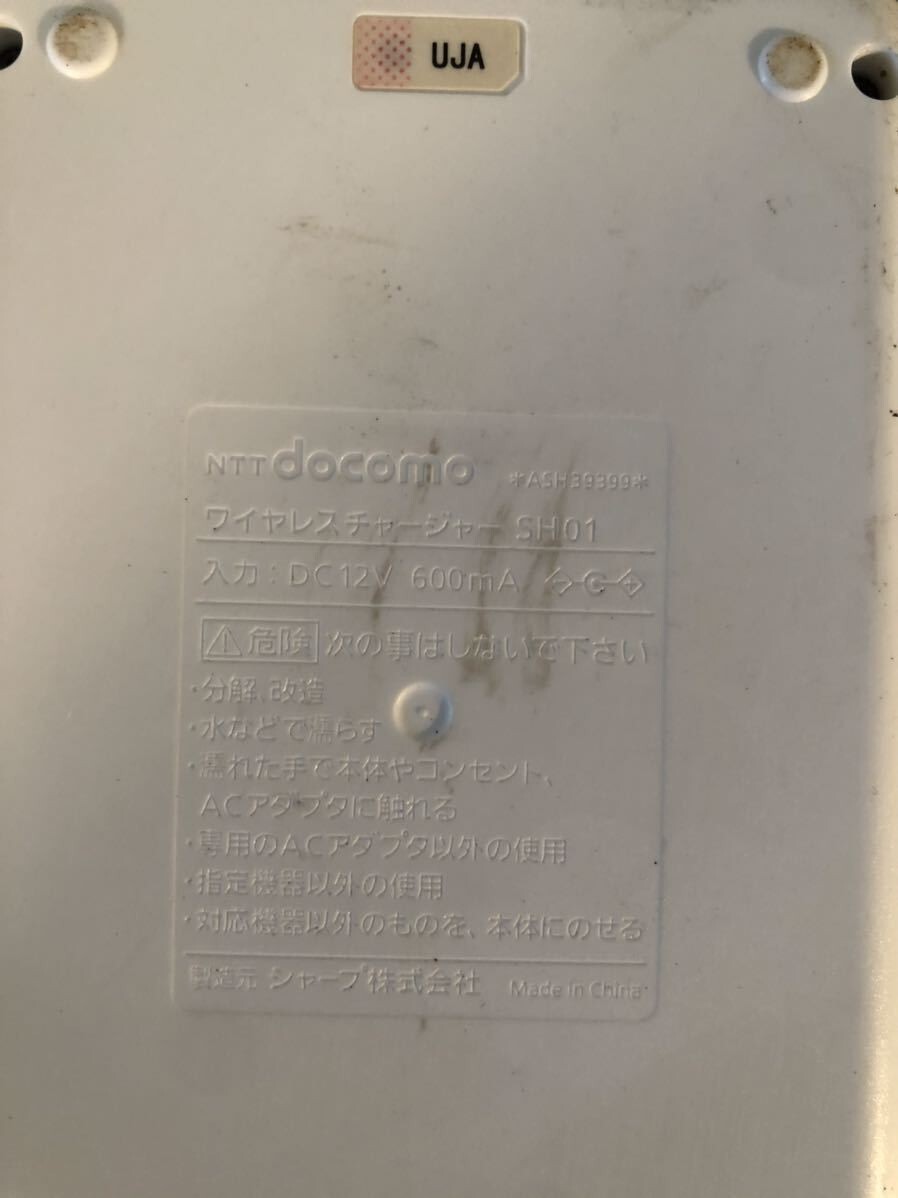 UJA
NTT docomo *ASH39399*
ワイヤレスチャージャー SH01
入力:DC12V 600mA
危険 次の事はしないで下さい
・分解、改造
・水などで濡らす
・濡れた手で本体やコンセント、
ACアダプタに触れる
・専用のACアダプタ以外の使用
・指定機器以外の使用
・対応機器以外のものを、本体にのせる
製造元 シャープ株式会社 Made in China